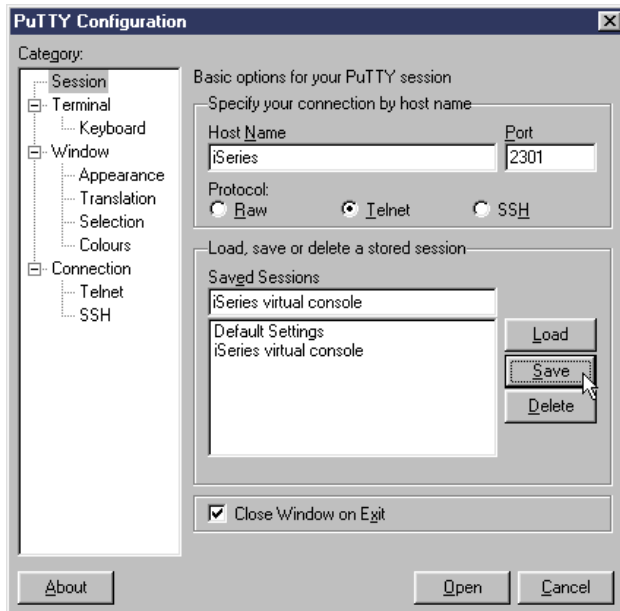 PuTTY Configuration
Category:
Session
Terminal
Keyboard
Window
Appearance
Translation
Selection
Colours
Connection
Telnet
SSH
Basic options for your PuTTY session
Specify your connection by host name
Host Name Port
iSeries 2301
Protocol:
Raw Telnet SSH
Load, save or delete a stored session
Saved Sessions
iSeries virtual console
Default Settings
iSeries virtual console
Load
Save
Delete
Close Window on Exit
About Open Cancel